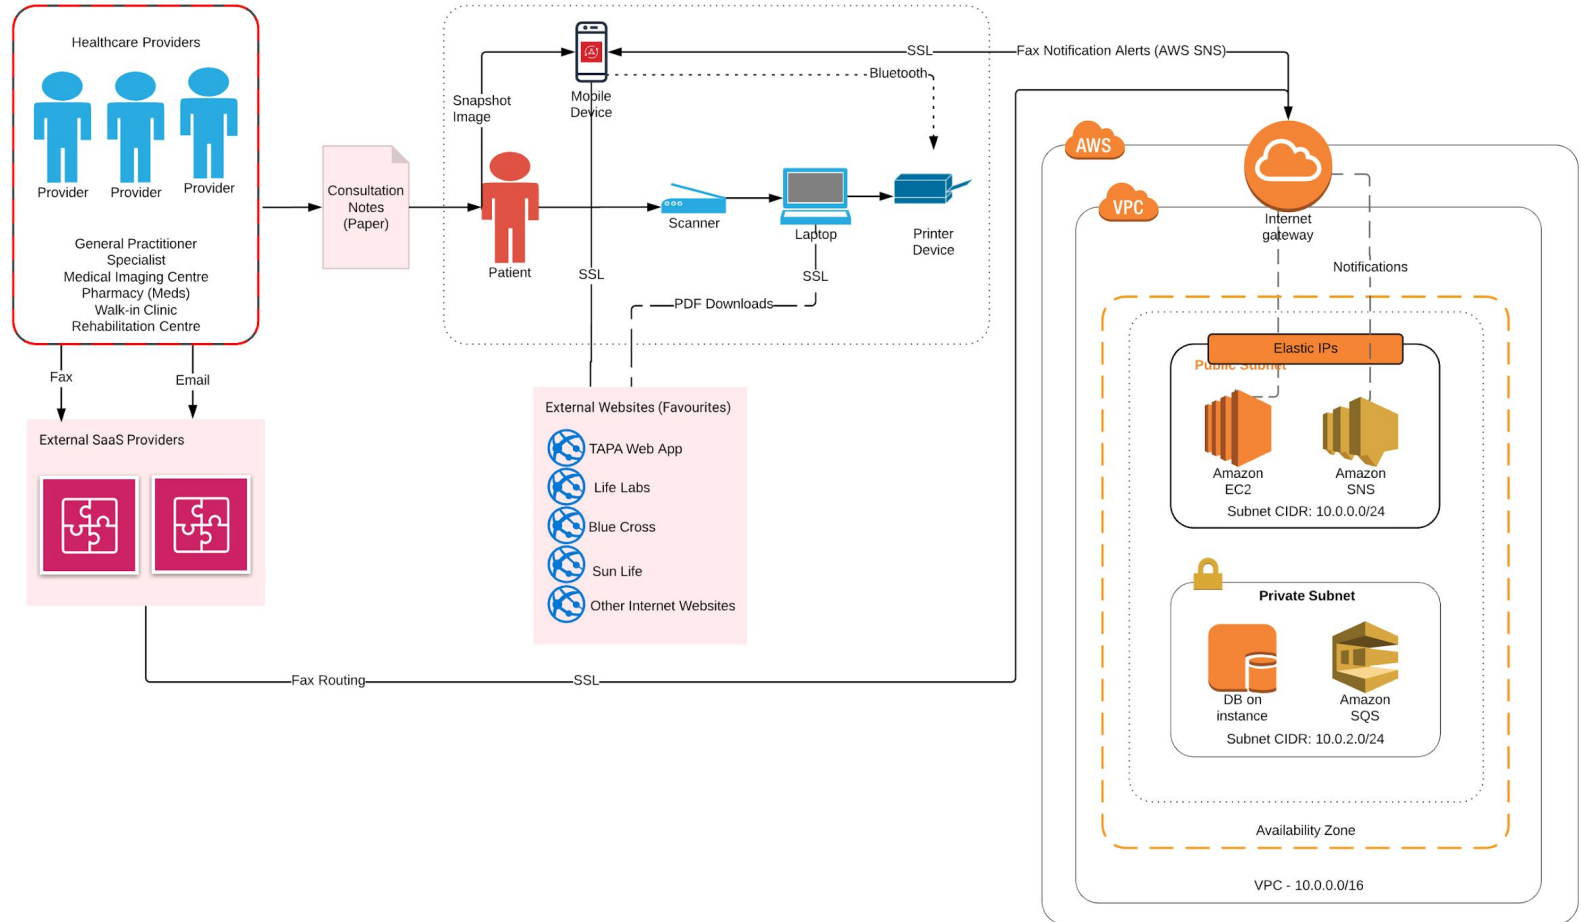 Healthcare Providers
Provider
Provider
Provider
General Practitioner
Specialist
Medical Imaging Centre
Pharmacy (Meds)
Walk-in Clinic
Rehabilitation Centre
Fax
Email
External SaaS Providers
Consultation
Notes
(Paper)
Snapshot
Image
Patient
Mobile
Device
SSL
Fax Notification Alerts (AWS SNS)
Bluetooth
Scanner
Laptop
Printer
Device
SSL
SSL
PDF Downloads
External Websites (Favourites)
TAPA Web App
Life Labs
Blue Cross
Sun Life
Other Internet Websites
Fax Routing
SSL
AWS
VPC
Internet
gateway
Notifications
Elastic IPs
Public Subnet
Amazon
EC2
Amazon
SNS
Subnet CIDR: 10.0.0.0/24
Private Subnet
DB on
instance
Amazon
SQS
Subnet CIDR: 10.0.2.0/24
Availability Zone
VPC - 10.0.0.0/16